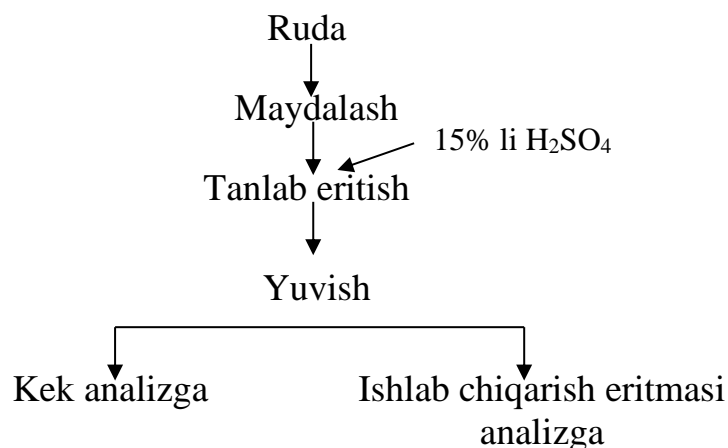 Ruda
Maydalash
15% li H₂SO₄
Tanlab eritish
Yuvish
Kek analizga
Ishlab chiqarish eritmasi
analizga